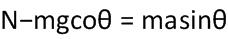 N−mgcoθ = masinθ